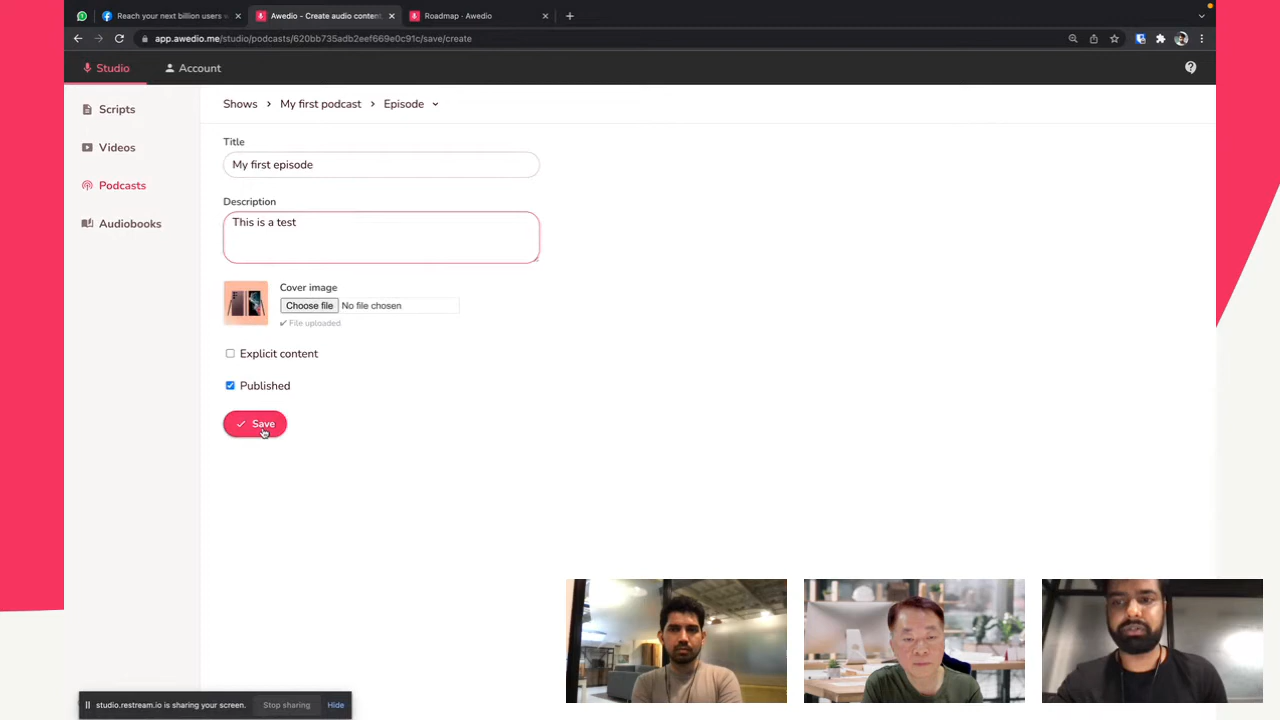 Reach your next billion users w
Awedio - Create audio content,
Roadmap - Awedio
app.awedio.me/studio/podcasts/620bb735adb2eef669e0c91c/save/create
Studio
Account
Scripts
Videos
Podcasts
Audiobooks
Shows > My first podcast > Episode
Title
My first episode
Description
This is a test
Cover image
Choose file No file chosen
✔ File uploaded
Explicit content
Published
Save
studio.restream.io is sharing your screen. Stop sharing Hide